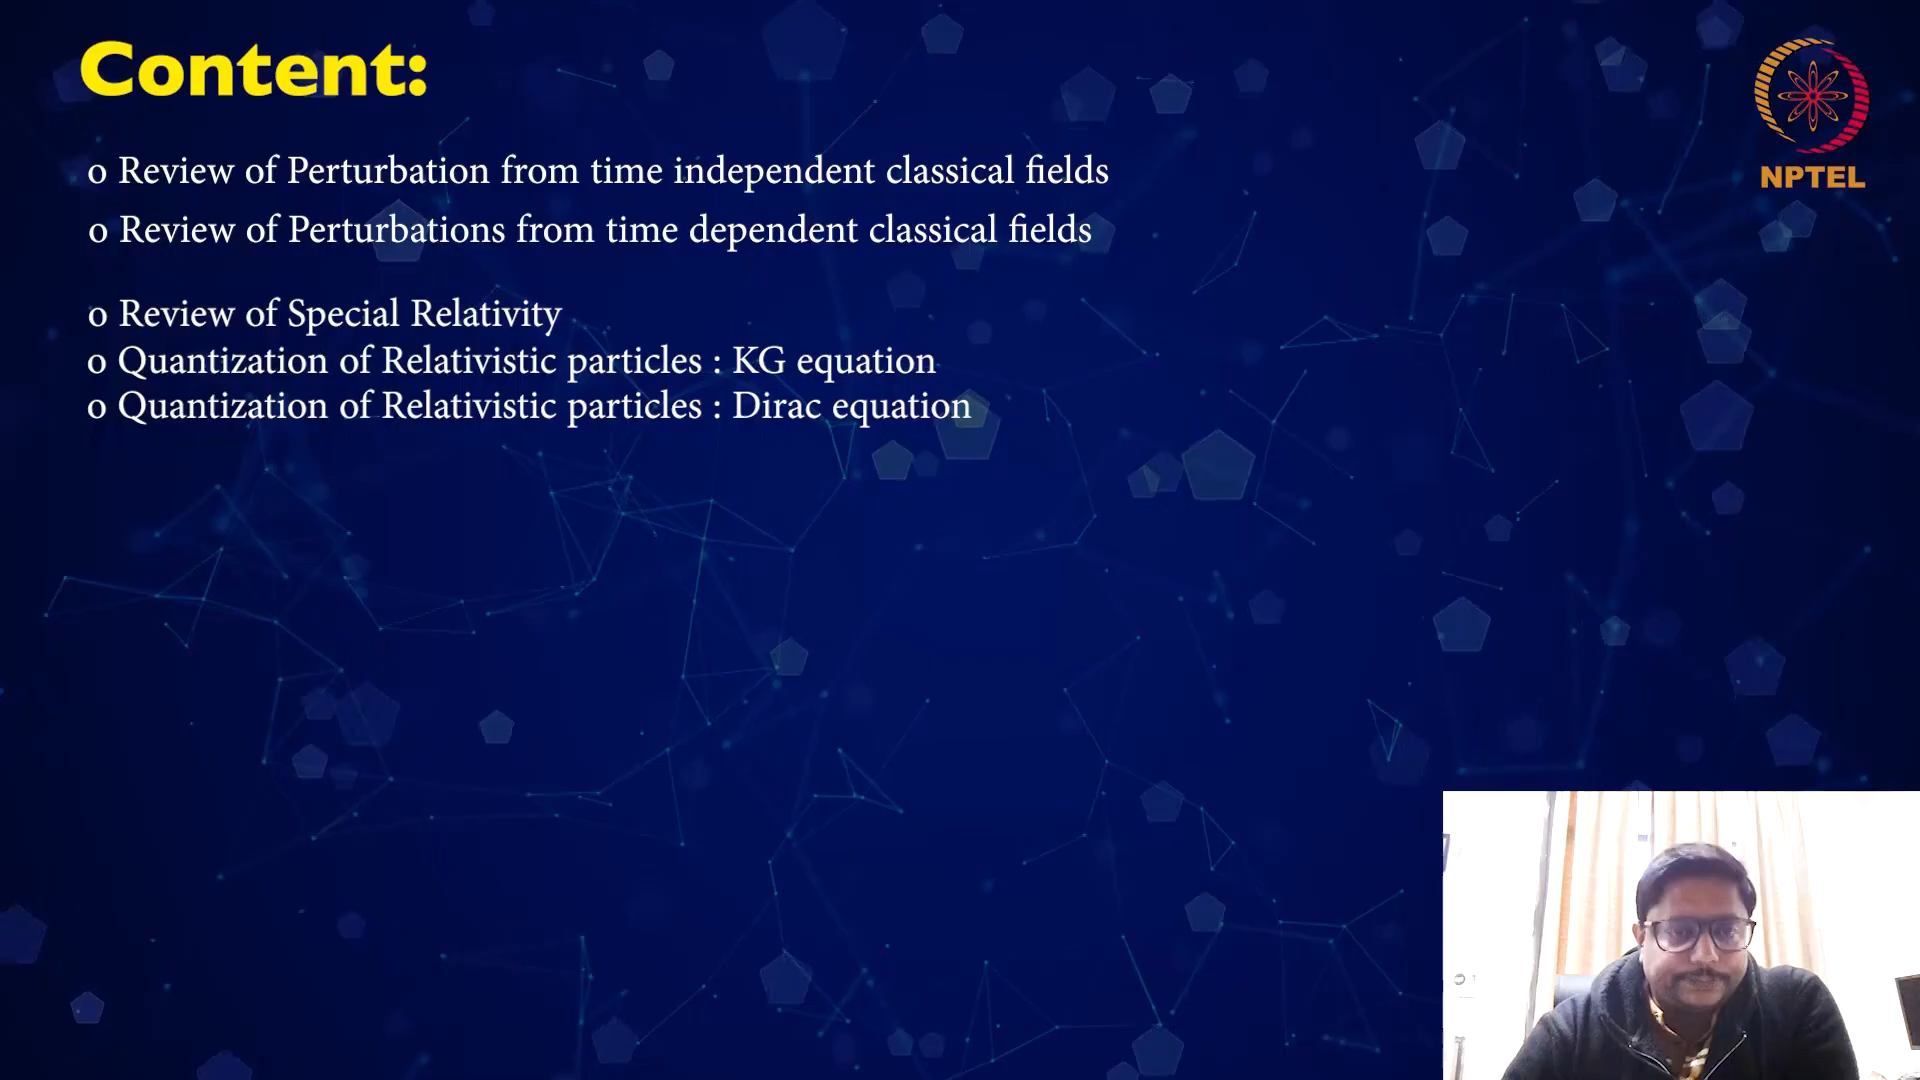 Content:
o Review of Perturbation from time independent classical fields
o Review of Perturbations from time dependent classical fields
o Review of Special Relativity
o Quantization of Relativistic particles : KG equation
o Quantization of Relativistic particles : Dirac equation
NPTEL